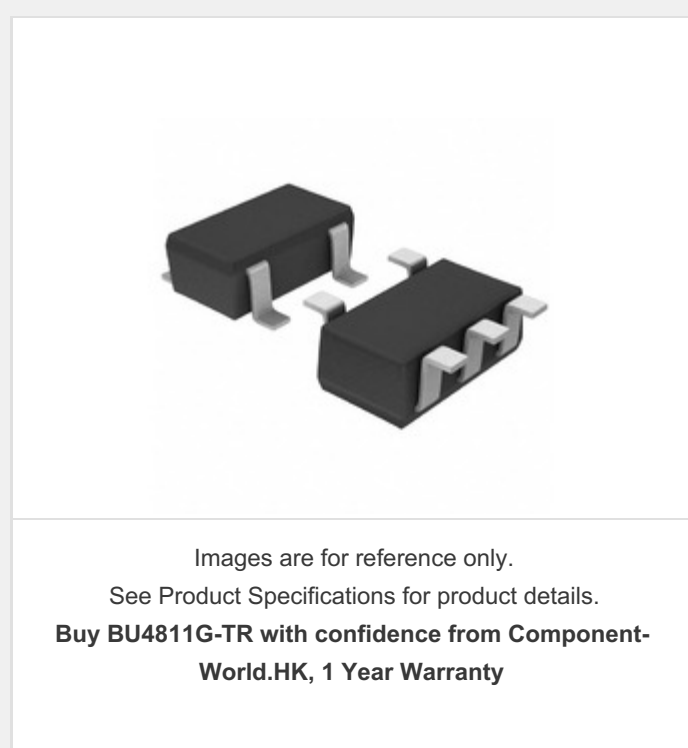 Images are for reference only.
See Product Specifications for product details.
Buy BU4811G-TR with confidence from Component-
World.HK, 1 Year Warranty